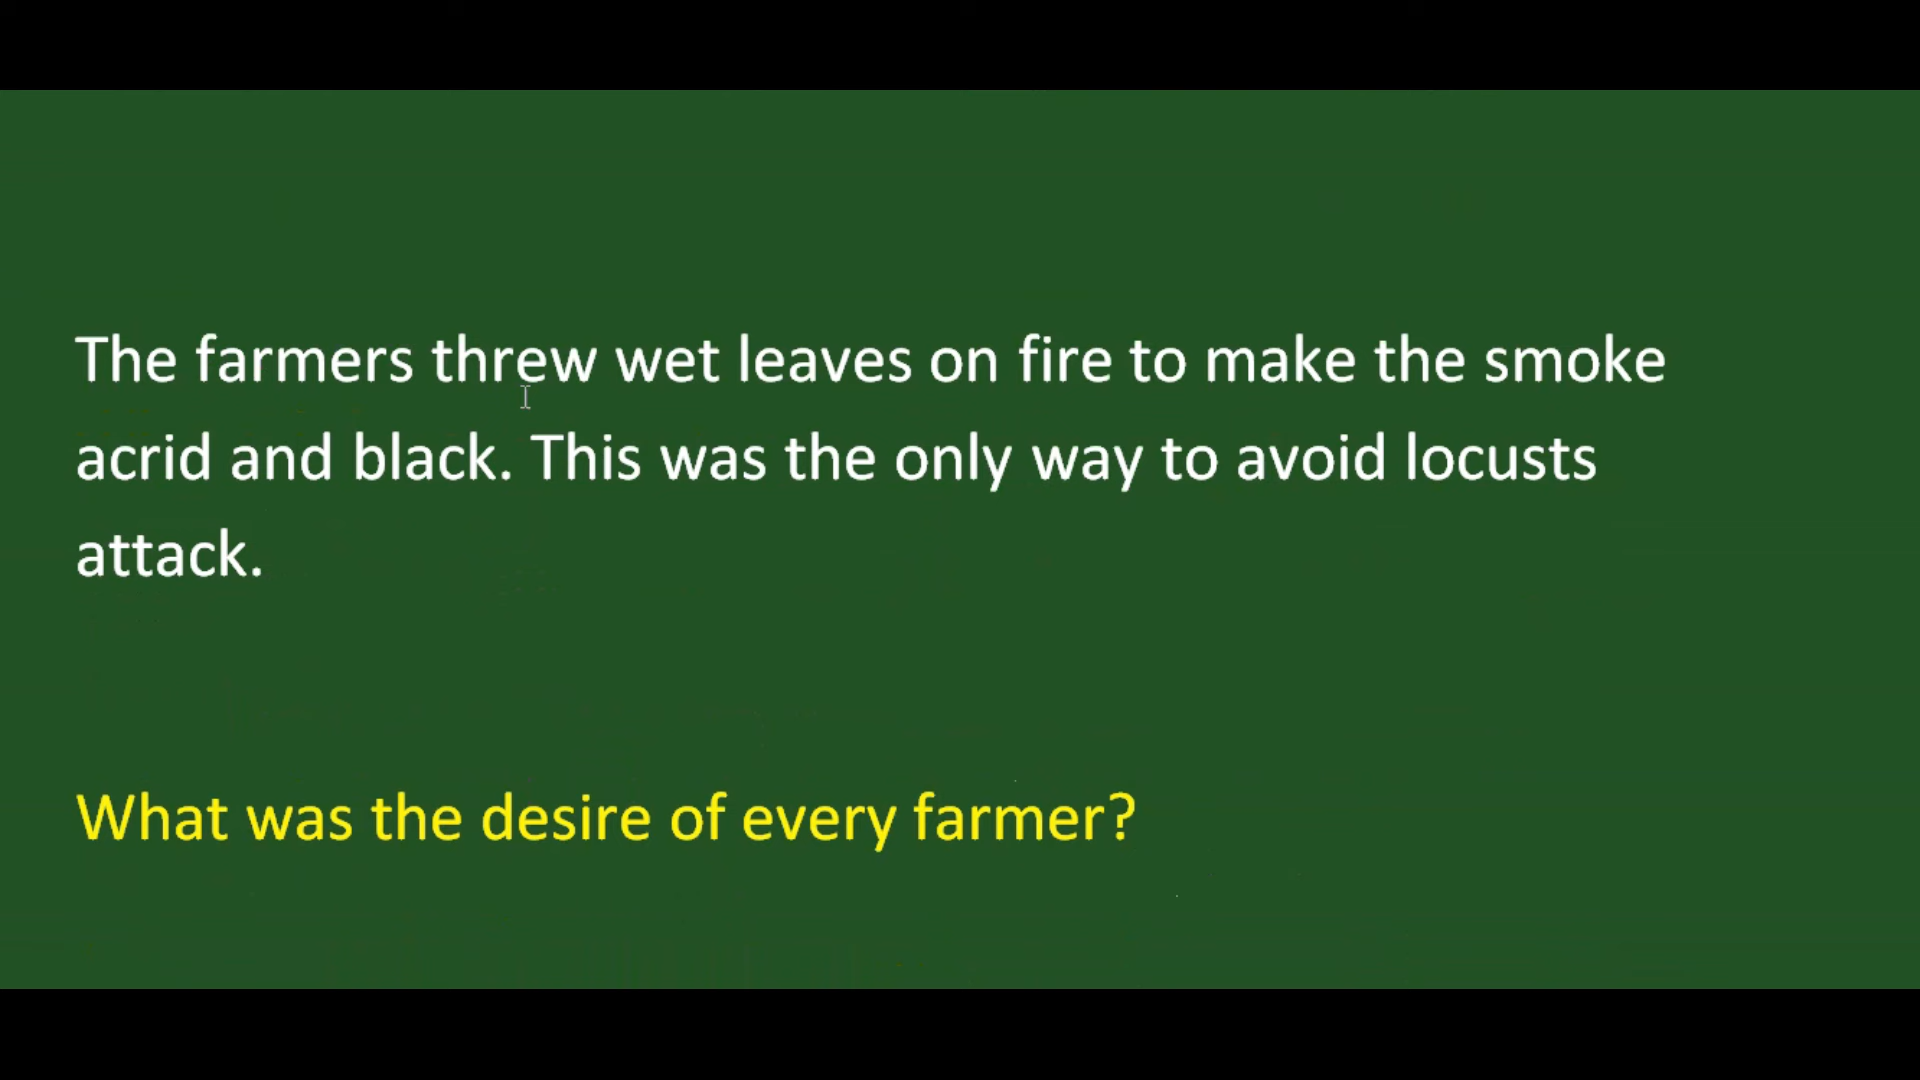 The farmers threw wet leaves on fire to make the smoke
acrid and black. This was the only way to avoid locusts
attack.
What was the desire of every farmer?